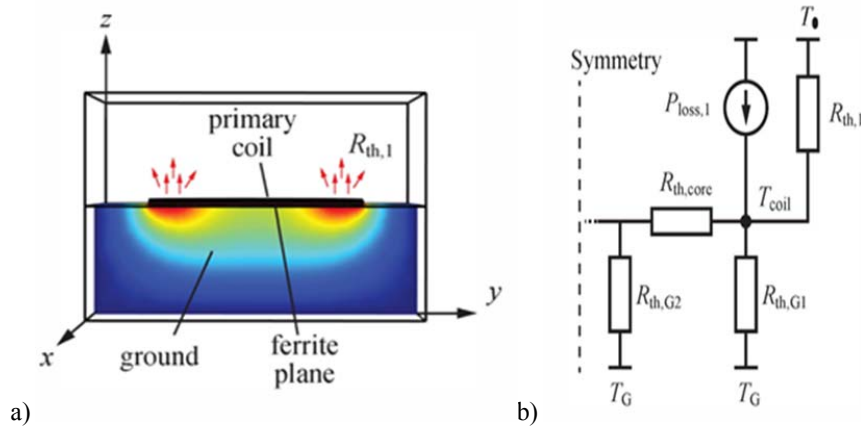 z
primary
coil
R_th,1
y
x
ground
ferrite
plane
a)
Symmetry
T_•
P_loss,1
R_th,1
R_th,core
T_coil
R_th,G2
R_th,G1
T_G
T_G
b)